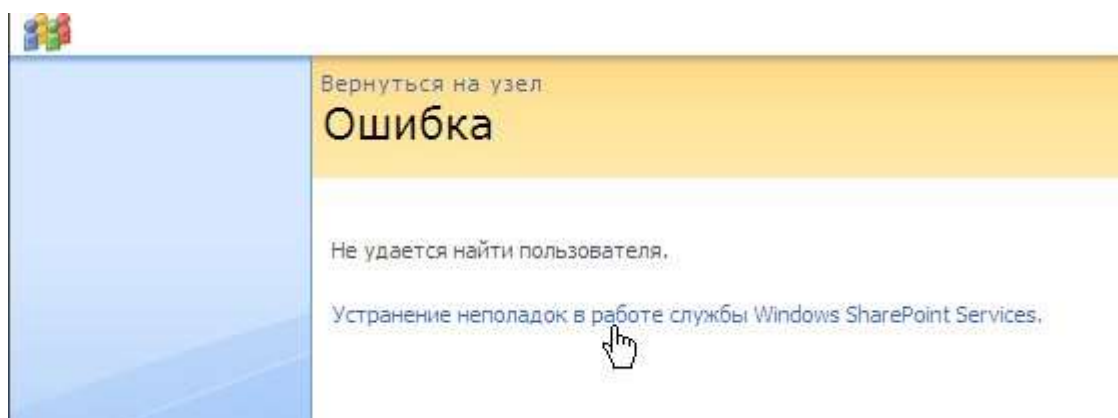 Вернуться на узел
Ошибка
Не удается найти пользователя.
Устранение неполадок в работе службы Windows SharePoint Services.